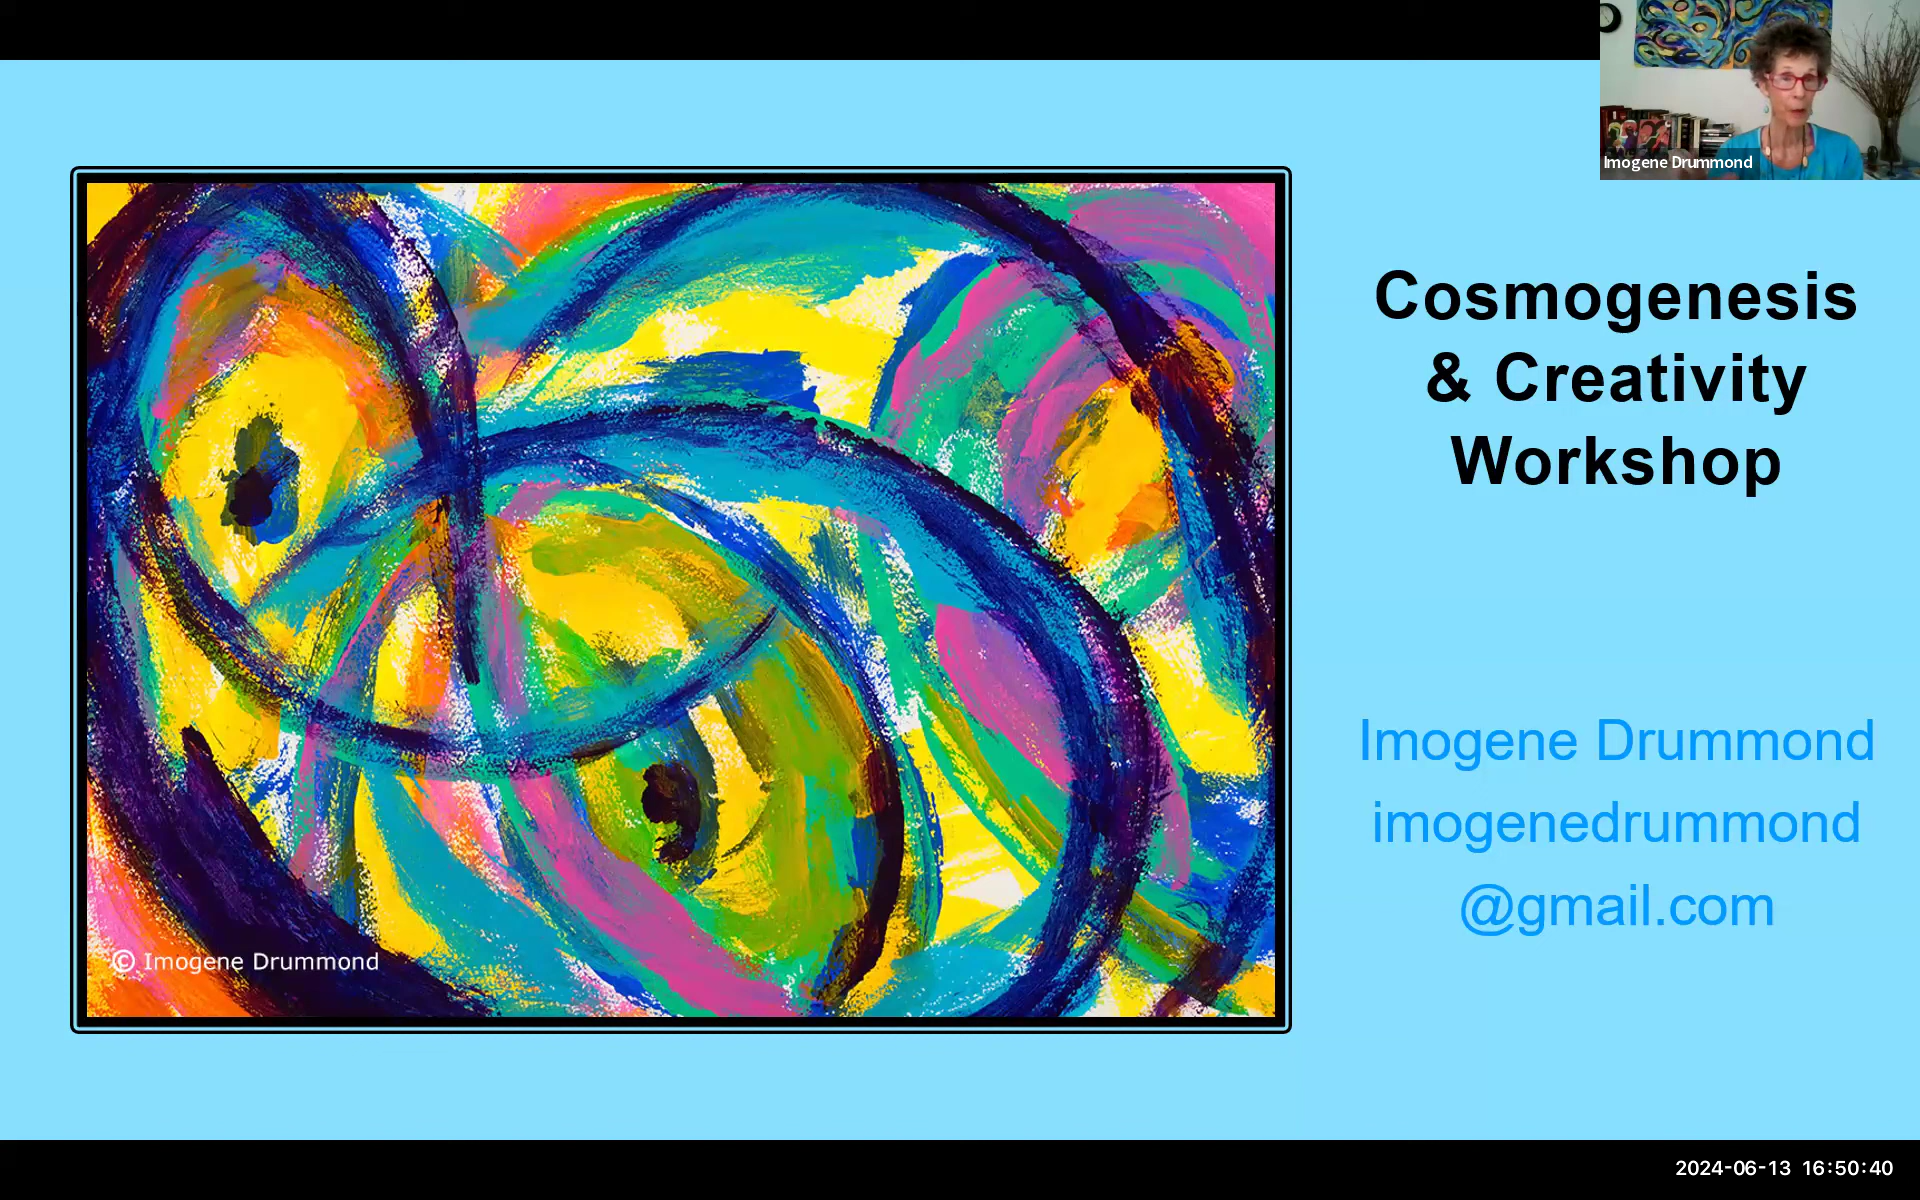 Imogene Drummond
Cosmogenesis
& Creativity
Workshop
Imogene Drummond
imogenedrummond
@gmail.com
© Imogene Drummond
2024-06-13 16:50:40